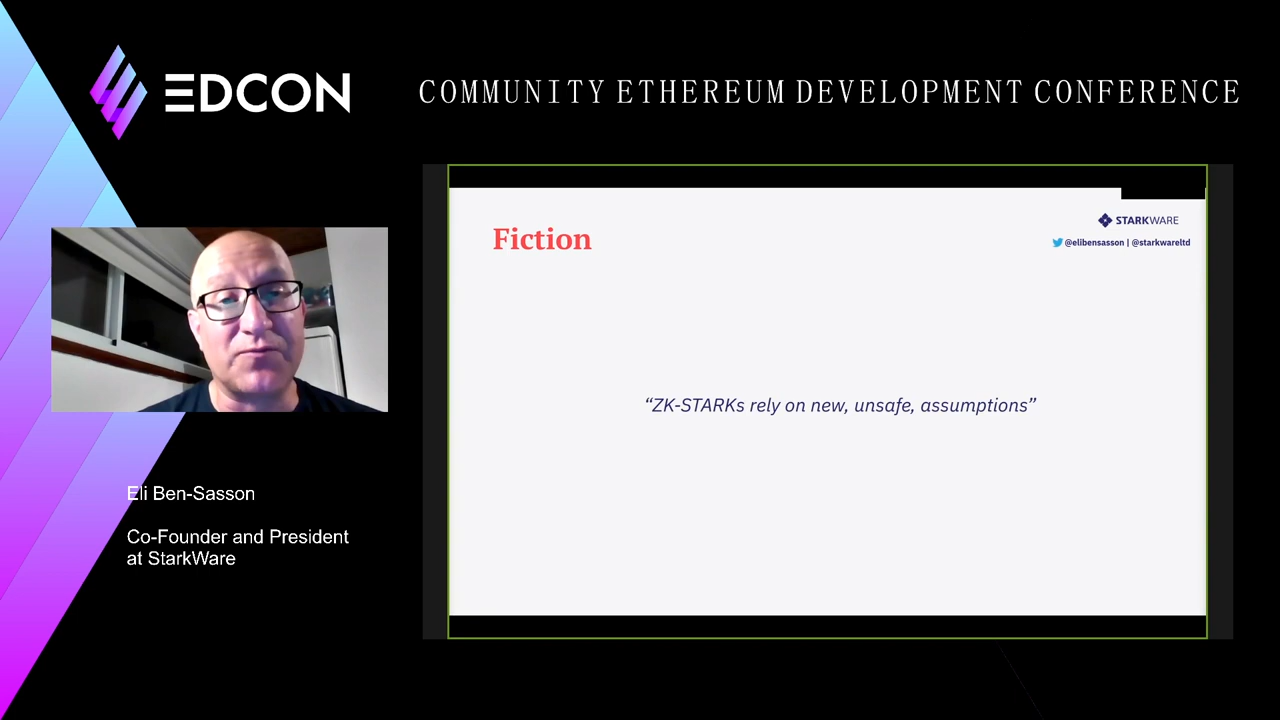 EDCON
COMMUNITY ETHEREUM DEVELOPMENT CONFERENCE
Fiction
STARKWARE
@elibensasson | @starkwareltd
“ZK-STARKs rely on new, unsafe, assumptions”
Eli Ben-Sasson
Co-Founder and President
at StarkWare